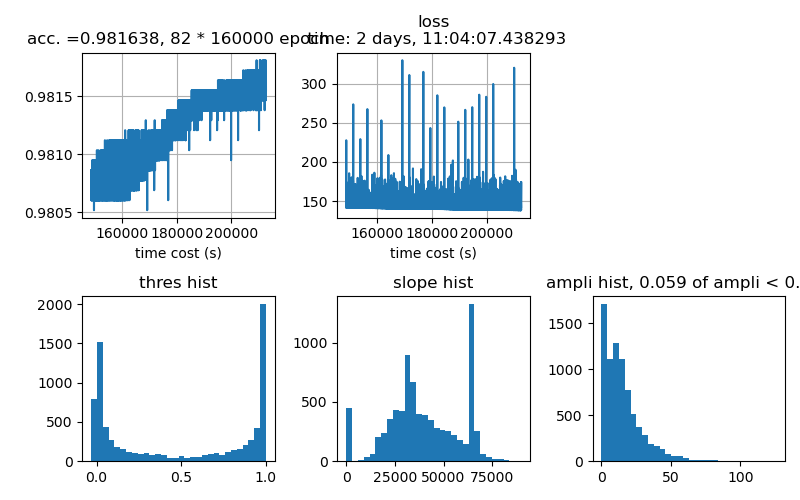 loss
acc. =0.981638, 82 * 160000 epoch
time: 2 days, 11:04:07.438293
0.9815
0.9810
0.9805
160000 180000 200000
time cost (s)
300
250
200
150
160000 180000 200000
time cost (s)
thres hist
2000
1500
1000
500
0
0.0 0.5 1.0
slope hist
1000
500
0
0 25000 50000 75000
ampli hist, 0.059 of ampli < 0.
1500
1000
500
0
0 50 100